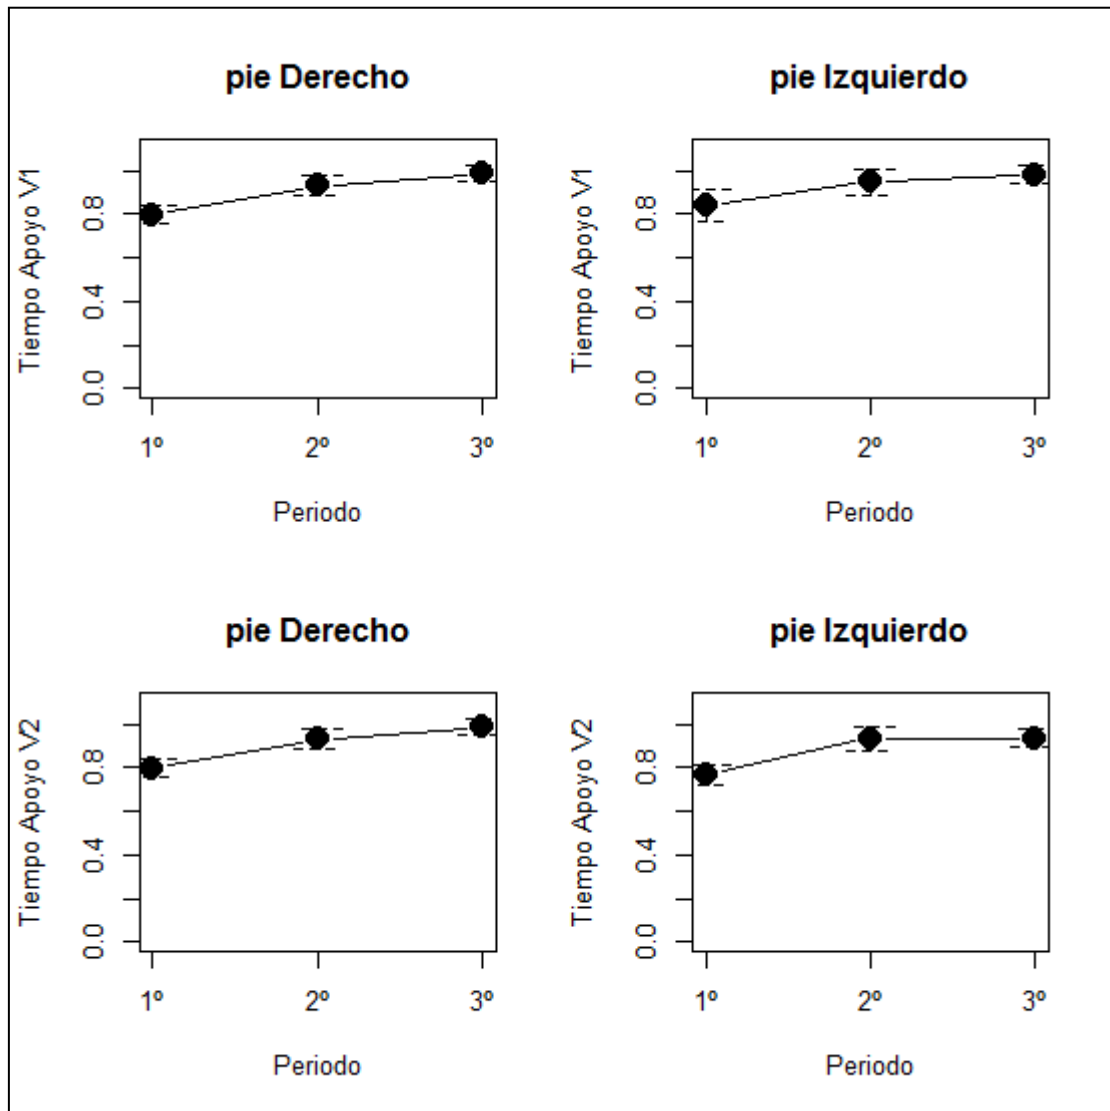 pie Derecho
Tiempo Apoyo V1
0.8
0.4
0.0
1º 2º 3º
Periodo
pie Izquierdo
Tiempo Apoyo V1
0.8
0.4
0.0
1º 2º 3º
Periodo
pie Derecho
Tiempo Apoyo V2
0.8
0.4
0.0
1º 2º 3º
Periodo
pie Izquierdo
Tiempo Apoyo V2
0.8
0.4
0.0
1º 2º 3º
Periodo